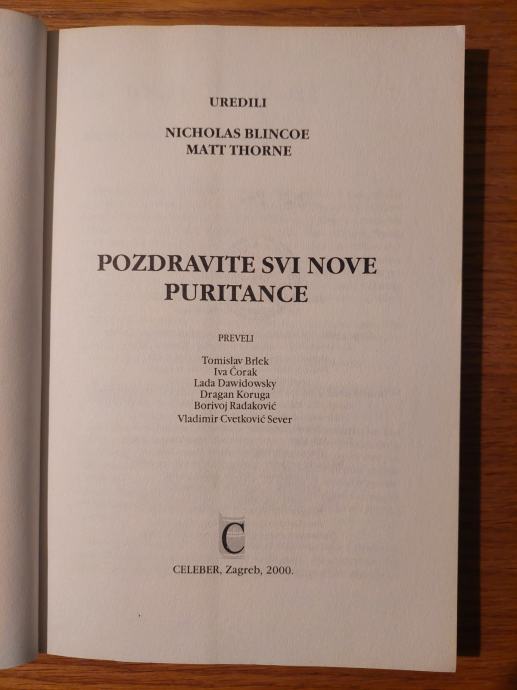 UREDILI
NICHOLAS BLINCOE
MATT THORNE
POZDRAVITE SVI NOVE
PURITANCE
PREVELI
Tomislav Brlek
Iva Ćorak
Lada Dawidowsky
Dragan Koruga
Borivoj Radaković
Vladimir Cvetković Sever
C
CELEBER, Zagreb, 2000.